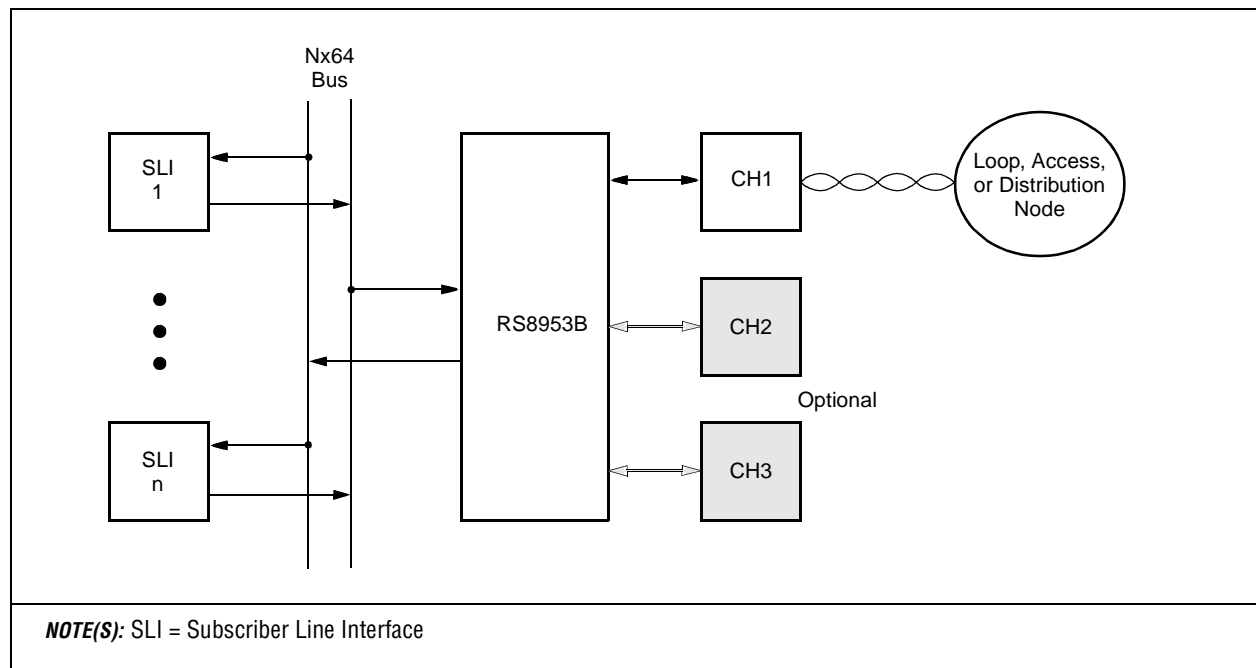 Nx64
Bus
SLI
1
CH1
Loop, Access,
or Distribution
Node
RS8953B
CH2
Optional
SLI
n
CH3
NOTE(S): SLI = Subscriber Line Interface